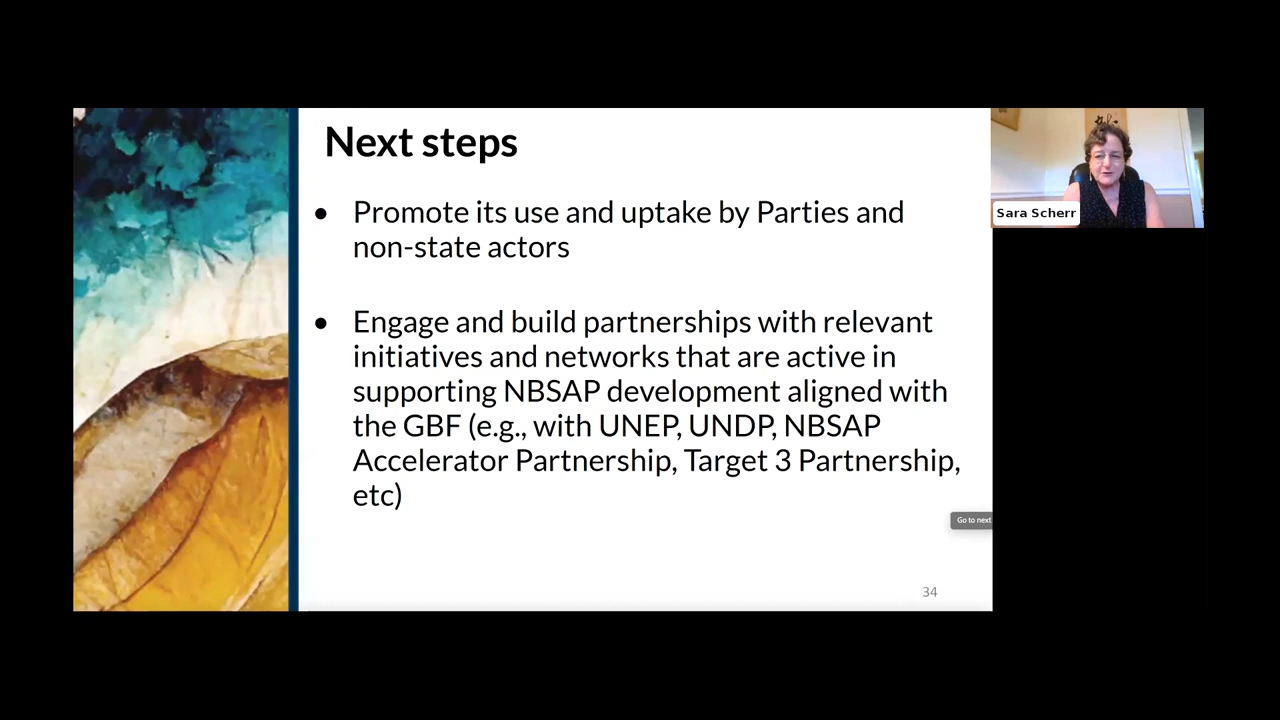 Next steps
• Promote its use and uptake by Parties and
non-state actors
• Engage and build partnerships with relevant
initiatives and networks that are active in
supporting NBSAP development aligned with
the GBF (e.g., with UNEP, UNDP, NBSAP
Accelerator Partnership, Target 3 Partnership,
etc)
Go to next
34
Sara Scherr